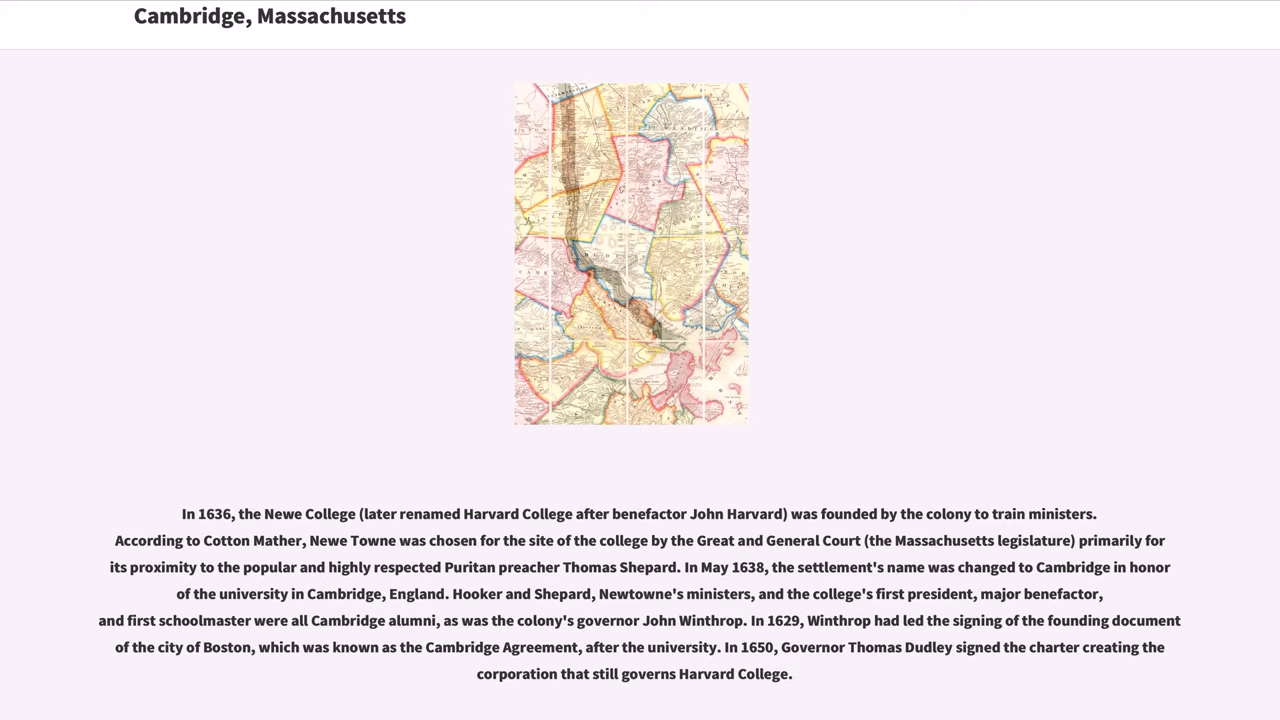 Cambridge, Massachusetts
In 1636, the Newe College (later renamed Harvard College after benefactor John Harvard) was founded by the colony to train ministers.
According to Cotton Mather, Newe Towne was chosen for the site of the college by the Great and General Court (the Massachusetts legislature) primarily for
its proximity to the popular and highly respected Puritan preacher Thomas Shepard. In May 1638, the settlement's name was changed to Cambridge in honor
of the university in Cambridge, England. Hooker and Shepard, Newtowne's ministers, and the college's first president, major benefactor,
and first schoolmaster were all Cambridge alumni, as was the colony's governor John Winthrop. In 1629, Winthrop had led the signing of the founding document
of the city of Boston, which was known as the Cambridge Agreement, after the university. In 1650, Governor Thomas Dudley signed the charter creating the
corporation that still governs Harvard College.